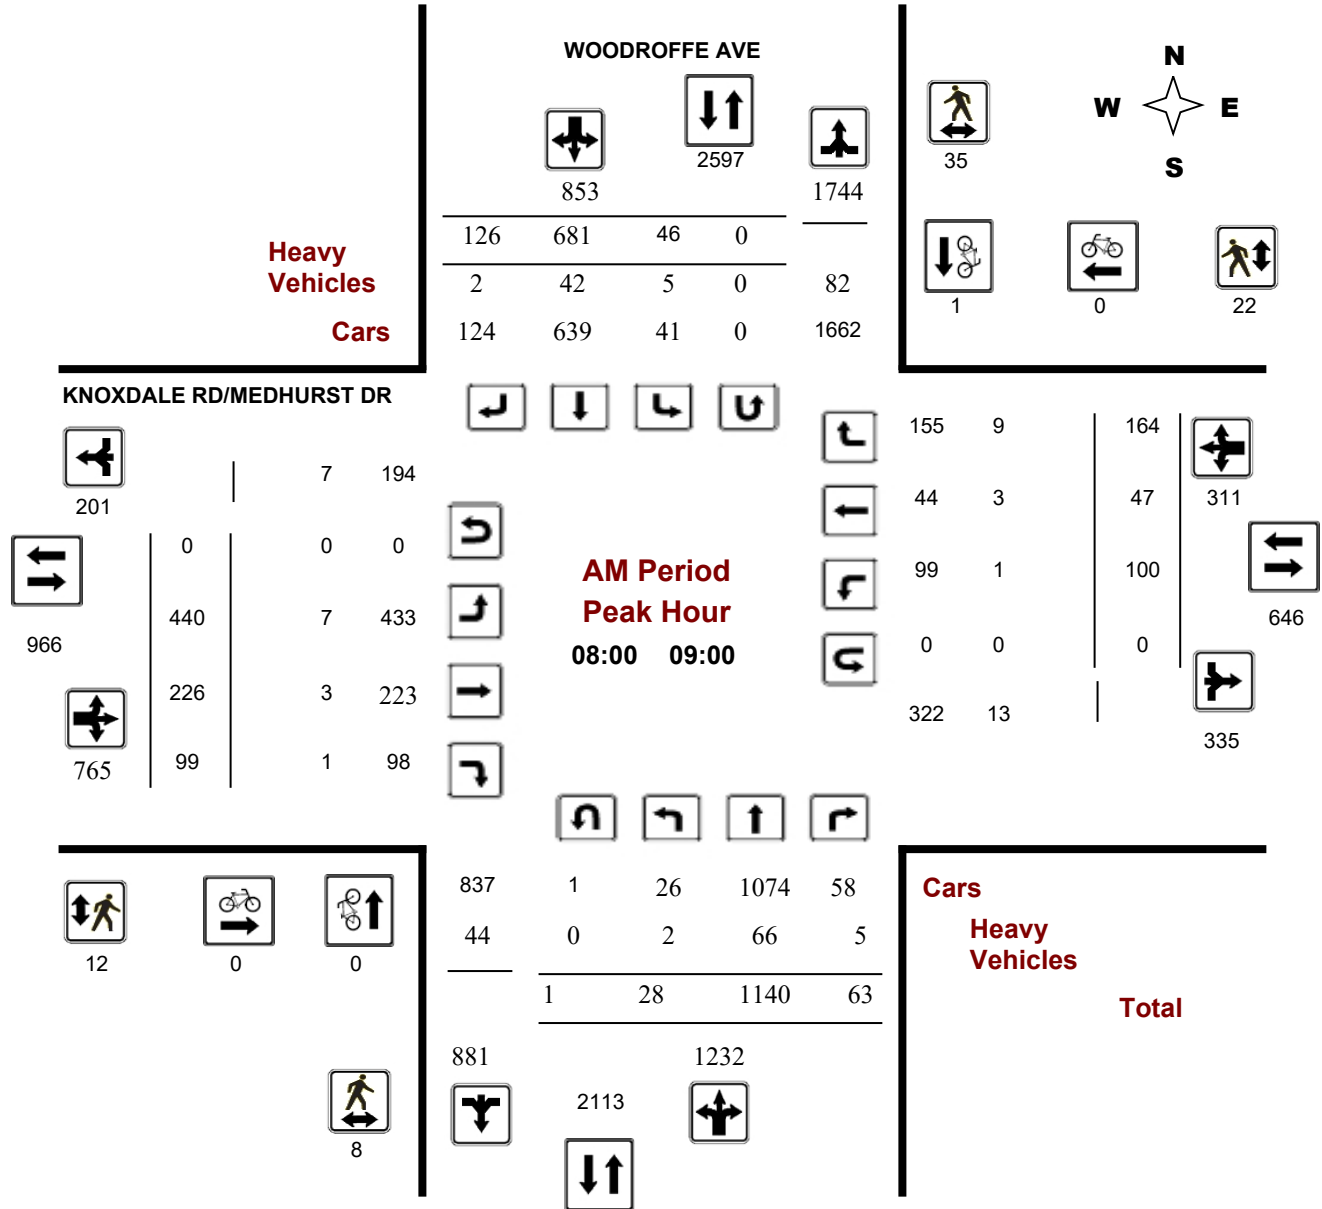 WOODROFFE AVE
N
W E
S
2597
35
853 1744
126 681 46 0
Heavy
Vehicles 2 42 5 0 82
1 0 22
Cars 124 639 41 0 1662
KNOXDALE RD/MEDHURST DR
155 9 164
7 194
201
44 3 47 311
0 0 0
AM Period
99 1 100
Peak Hour
440 7 433
646
966
08:00 09:00
0 0 0
226 3 223
322 13
335
765 99 1 98
837 1 26 1074 58 Cars
44 0 2 66 5 Heavy
Vehicles
12 0 0
1 28 1140 63 Total
881 1232
2113
8